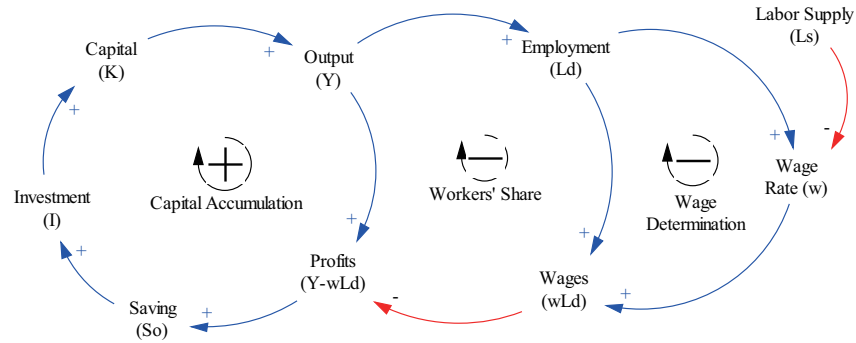 Labor Supply
(Ls)
Capital
(K)
+
Output
(Y)
+
Employment
(Ld)
+
+
-
Wage
Rate (w)
+
Capital Accumulation
Workers' Share
Wage
Determination
Investment
(I)
+
+
+
Profits
(Y-wLd)
-
Wages
(wLd)
+
Saving
(So)
+